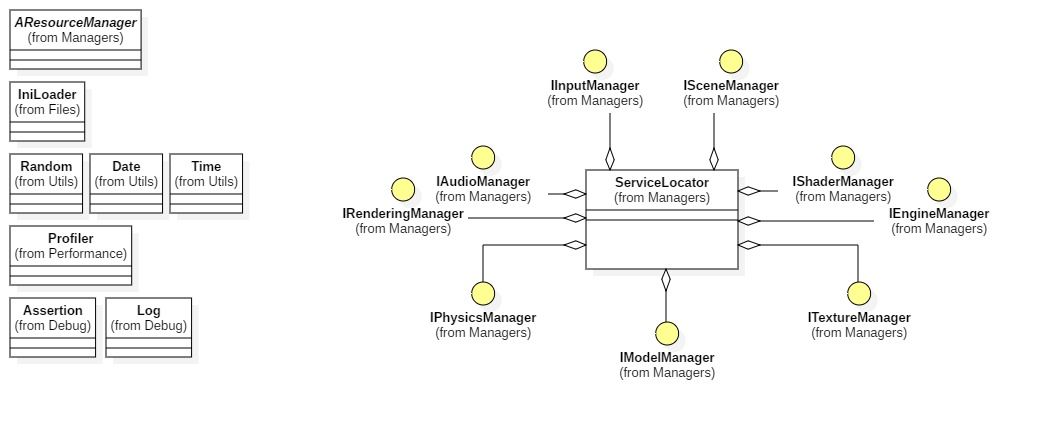 AResourceManager
(from Managers)
IniLoader
(from Files)
Random
(from Utils)
Date
(from Utils)
Time
(from Utils)
Profiler
(from Performance)
Assertion
(from Debug)
Log
(from Debug)
IInputManager
(from Managers)
ISceneManager
(from Managers)
IAudioManager
(from Managers)
IRenderingManager
(from Managers)
ServiceLocator
(from Managers)
IShaderManager
(from Managers)
IEngineManager
(from Managers)
IPhysicsManager
(from Managers)
IModelManager
(from Managers)
ITextureManager
(from Managers)